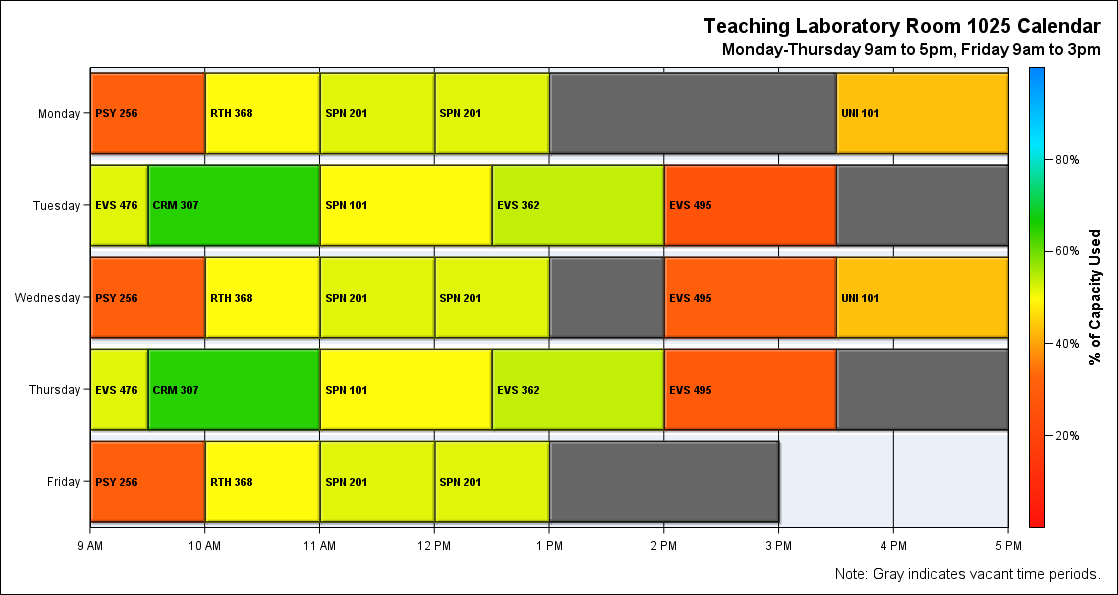 Teaching Laboratory Room 1025 Calendar
Monday-Thursday 9am to 5pm, Friday 9am to 3pm
Monday PSY 256 RTH 368 SPN 201 SPN 201 UNI 101
Tuesday EVS 476 CRM 307 SPN 101 EVS 362 EVS 495
Wednesday PSY 256 RTH 368 SPN 201 SPN 201 EVS 495 UNI 101
Thursday EVS 476 CRM 307 SPN 101 EVS 362 EVS 495
Friday PSY 256 RTH 368 SPN 201 SPN 201
9 AM 10 AM 11 AM 12 PM 1 PM 2 PM 3 PM 4 PM 5 PM
80%
60%
40%
20%
% of Capacity Used
Note: Gray indicates vacant time periods.